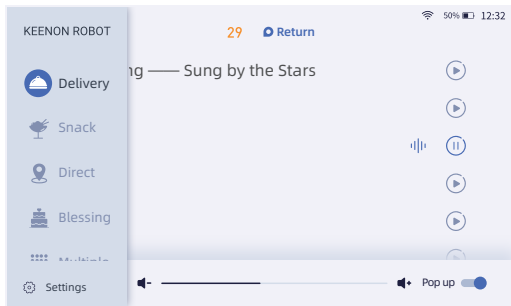 KEENON ROBOT
29 Return
50% 12:32
ng —— Sung by the Stars
Delivery
Snack
Direct
Blessing
Multiple
Settings
Pop up